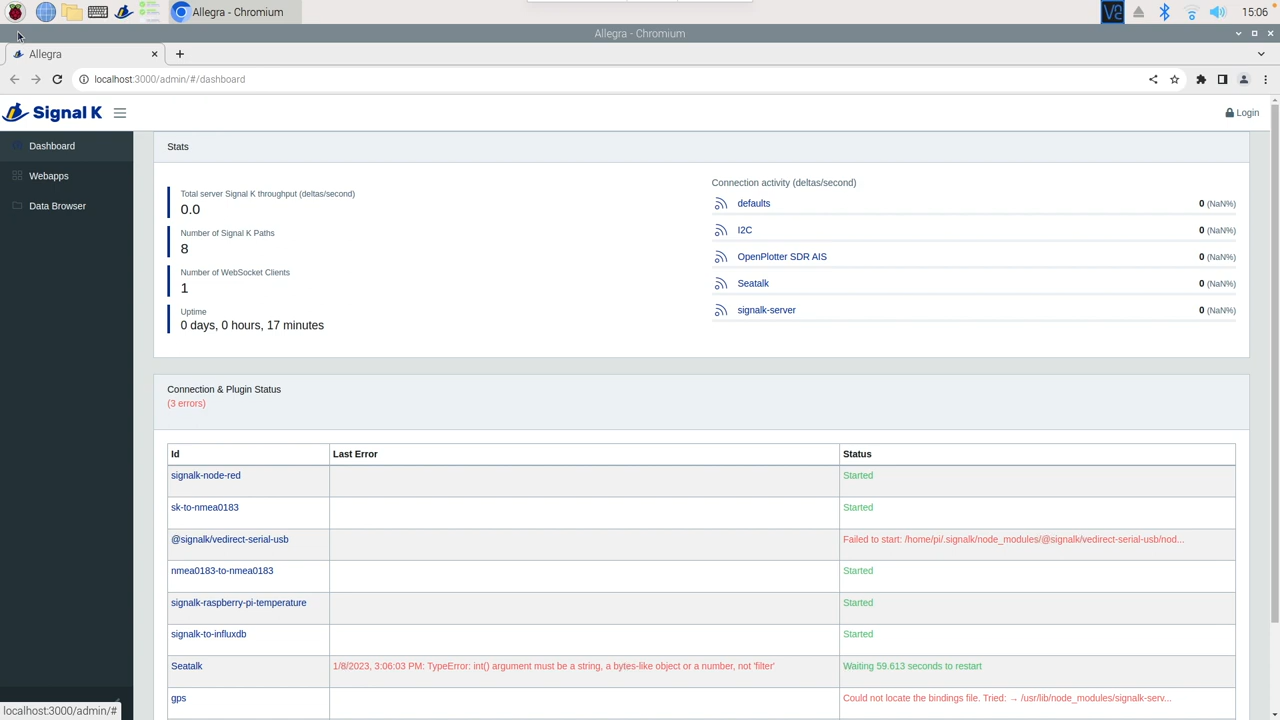 Allegra - Chromium
15:06
Allegra - Chromium
Allegra
localhost:3000/admin/#/dashboard
Signal K
Login
Dashboard
Webapps
Data Browser
Stats
Total server Signal K throughput (deltas/second)
0.0
Number of Signal K Paths
8
Number of WebSocket Clients
1
Uptime
0 days, 0 hours, 17 minutes
Connection activity (deltas/second)
defaults 0 (NaN%)
I2C 0 (NaN%)
OpenPlotter SDR AIS 0 (NaN%)
Seatalk 0 (NaN%)
signalk-server 0 (NaN%)
Connection & Plugin Status
(3 errors)
Id Last Error Status
signalk-node-red Started
sk-to-nmea0183 Started
@signalk/vedirect-serial-usb Failed to start: /home/pi/.signalk/node_modules/@signalk/vedirect-serial-usb/nod...
nmea0183-to-nmea0183 Started
signalk-raspberry-pi-temperature Started
signalk-to-influxdb Started
Seatalk 1/8/2023, 3:06:03 PM: TypeError: int() argument must be a string, a bytes-like object or a number, not 'filter' Waiting 59.613 seconds to restart
gps Could not locate the bindings file. Tried: → /usr/lib/node_modules/signalk-serv...
localhost:3000/admin/#